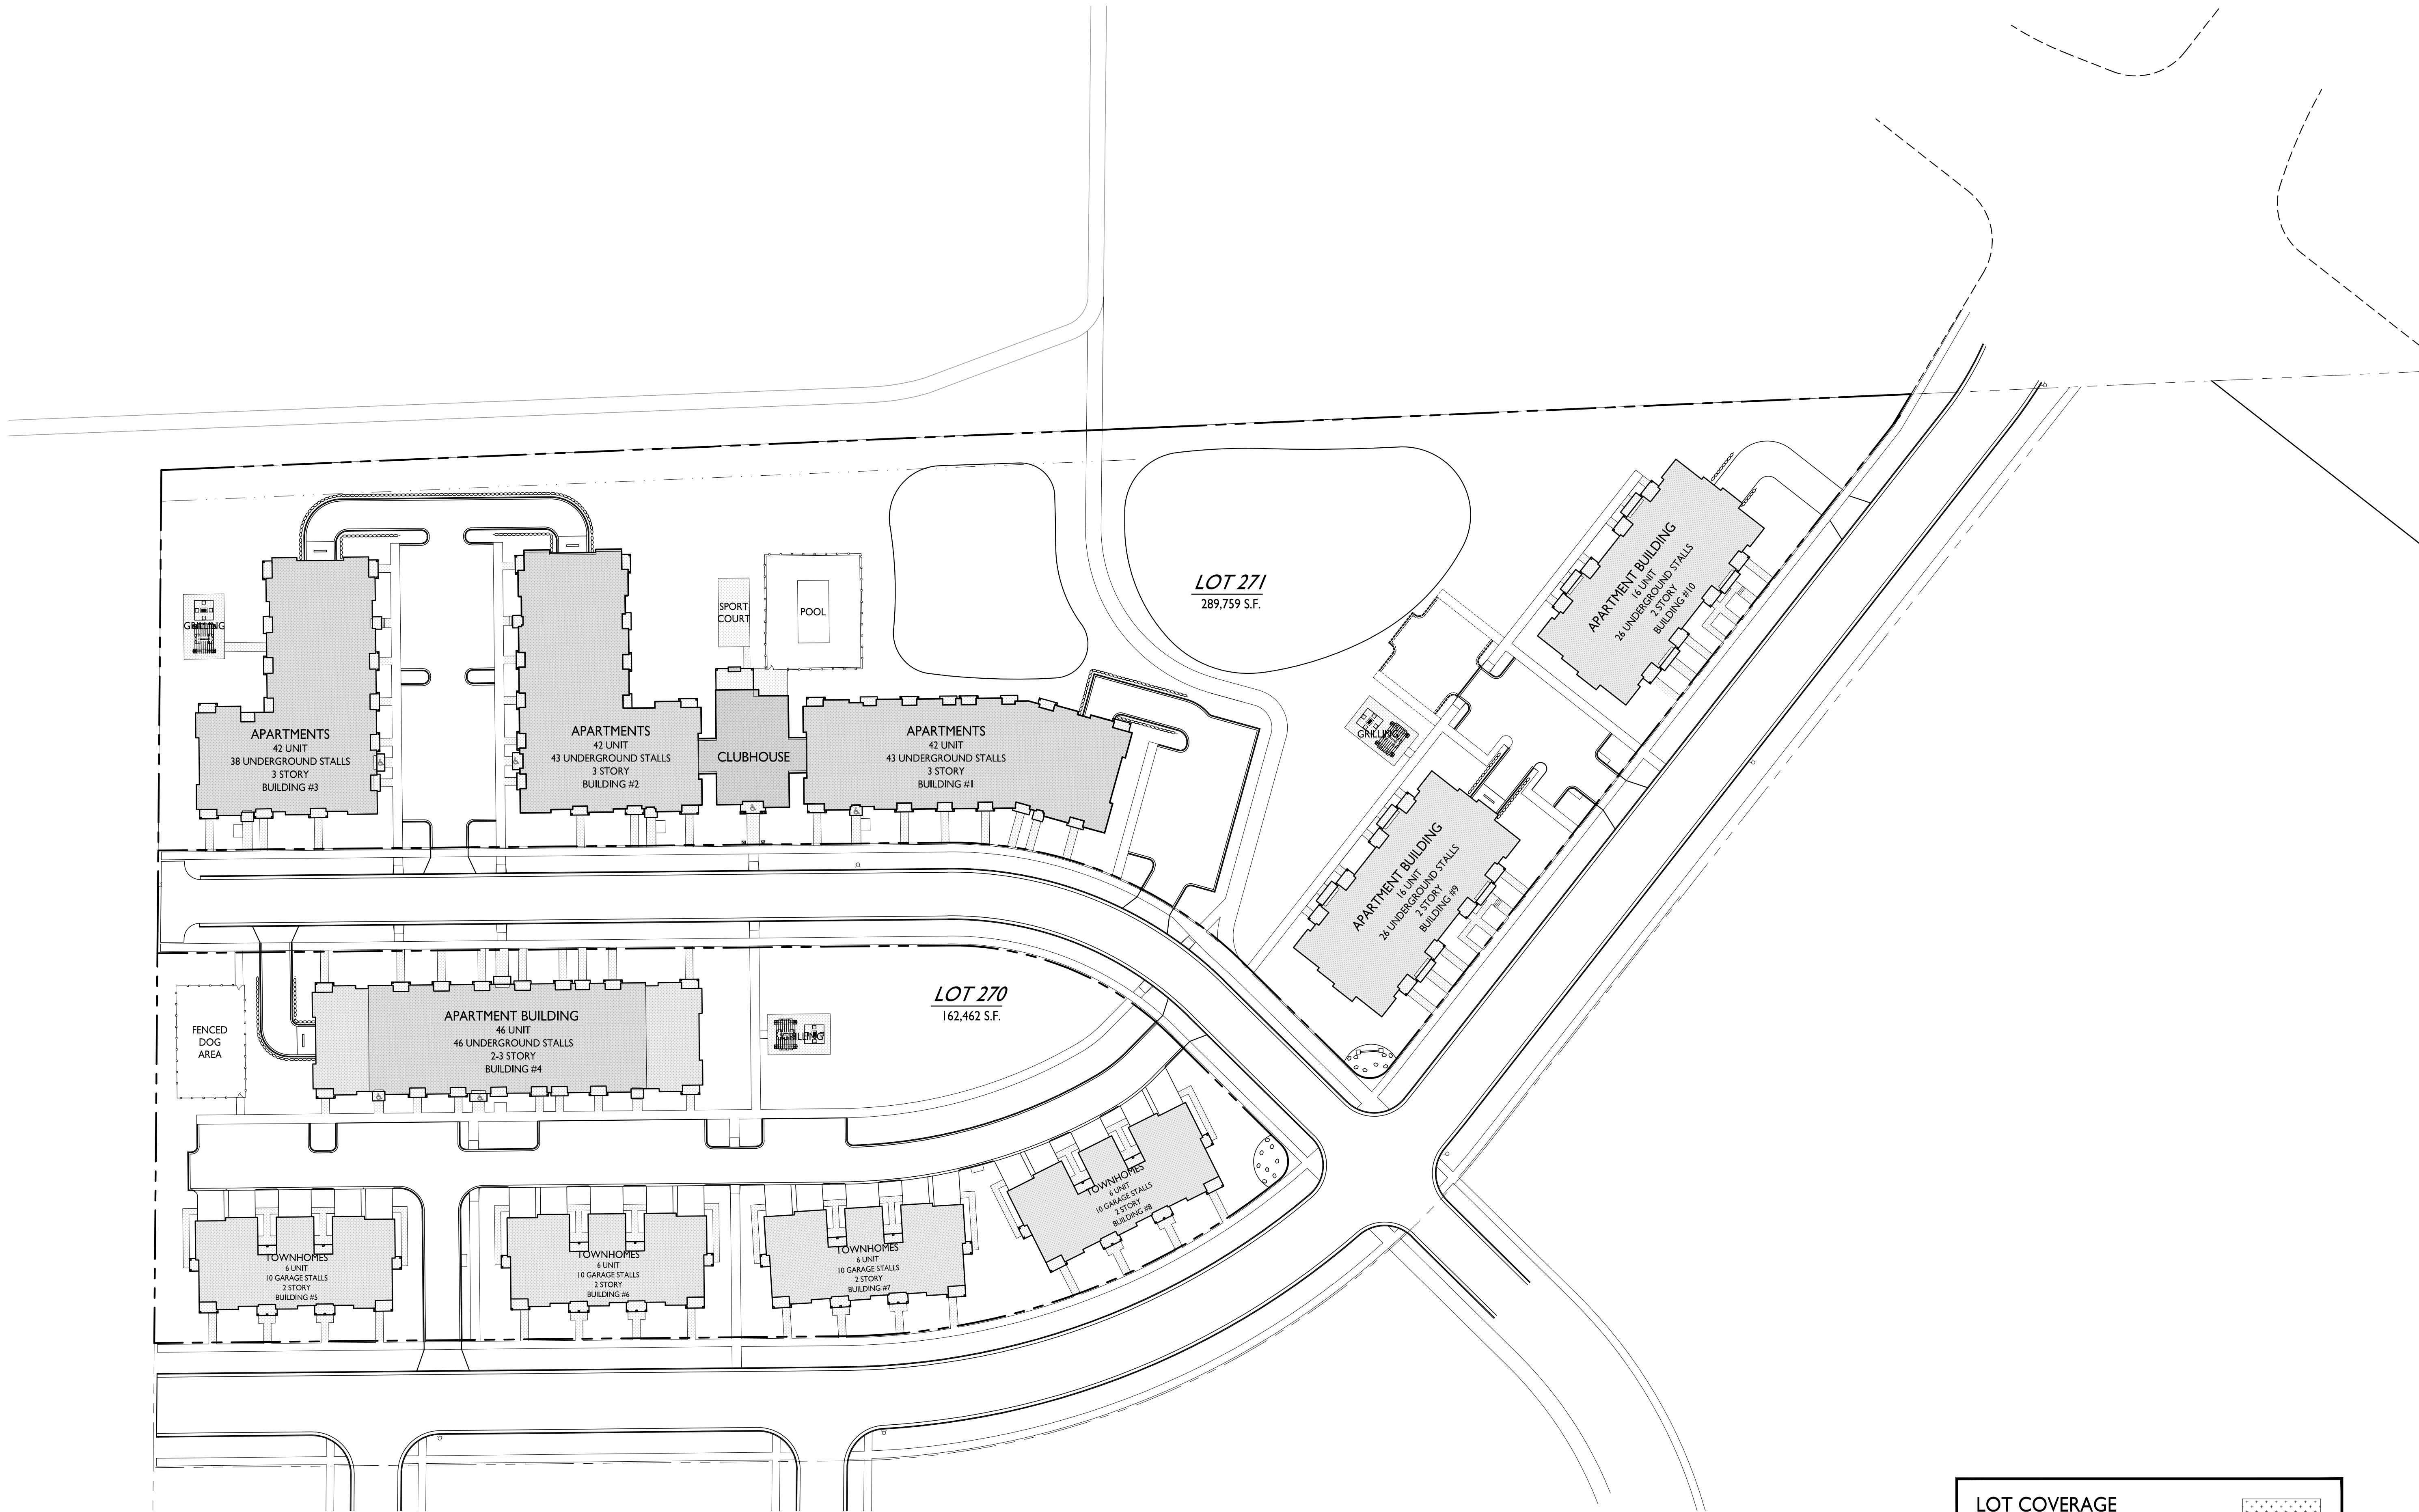 LOT 271
289,759 S.F.
APARTMENT BUILDING
16 UNIT
26 UNDERGROUND STALLS
2 STORY
BUILDING #10
SPORT
COURT
POOL
GRILLING
APARTMENTS
42 UNIT
38 UNDERGROUND STALLS
3 STORY
BUILDING #3
APARTMENTS
42 UNIT
43 UNDERGROUND STALLS
3 STORY
BUILDING #2
CLUBHOUSE
APARTMENTS
42 UNIT
43 UNDERGROUND STALLS
3 STORY
BUILDING #1
GRILLING
APARTMENT BUILDING
16 UNIT
26 UNDERGROUND STALLS
2 STORY
BUILDING #9
LOT 270
162,462 S.F.
FENCED
DOG
AREA
APARTMENT BUILDING
46 UNIT
46 UNDERGROUND STALLS
2-3 STORY
BUILDING #4
GRILLING
TOWNHOMES
6 UNIT
10 GARAGE STALLS
2 STORY
BUILDING #8
TOWNHOMES
6 UNIT
10 GARAGE STALLS
2 STORY
BUILDING #5
TOWNHOMES
6 UNIT
10 GARAGE STALLS
2 STORY
BUILDING #6
TOWNHOMES
6 UNIT
10 GARAGE STALLS
2 STORY
BUILDING #7
LOT COVERAGE